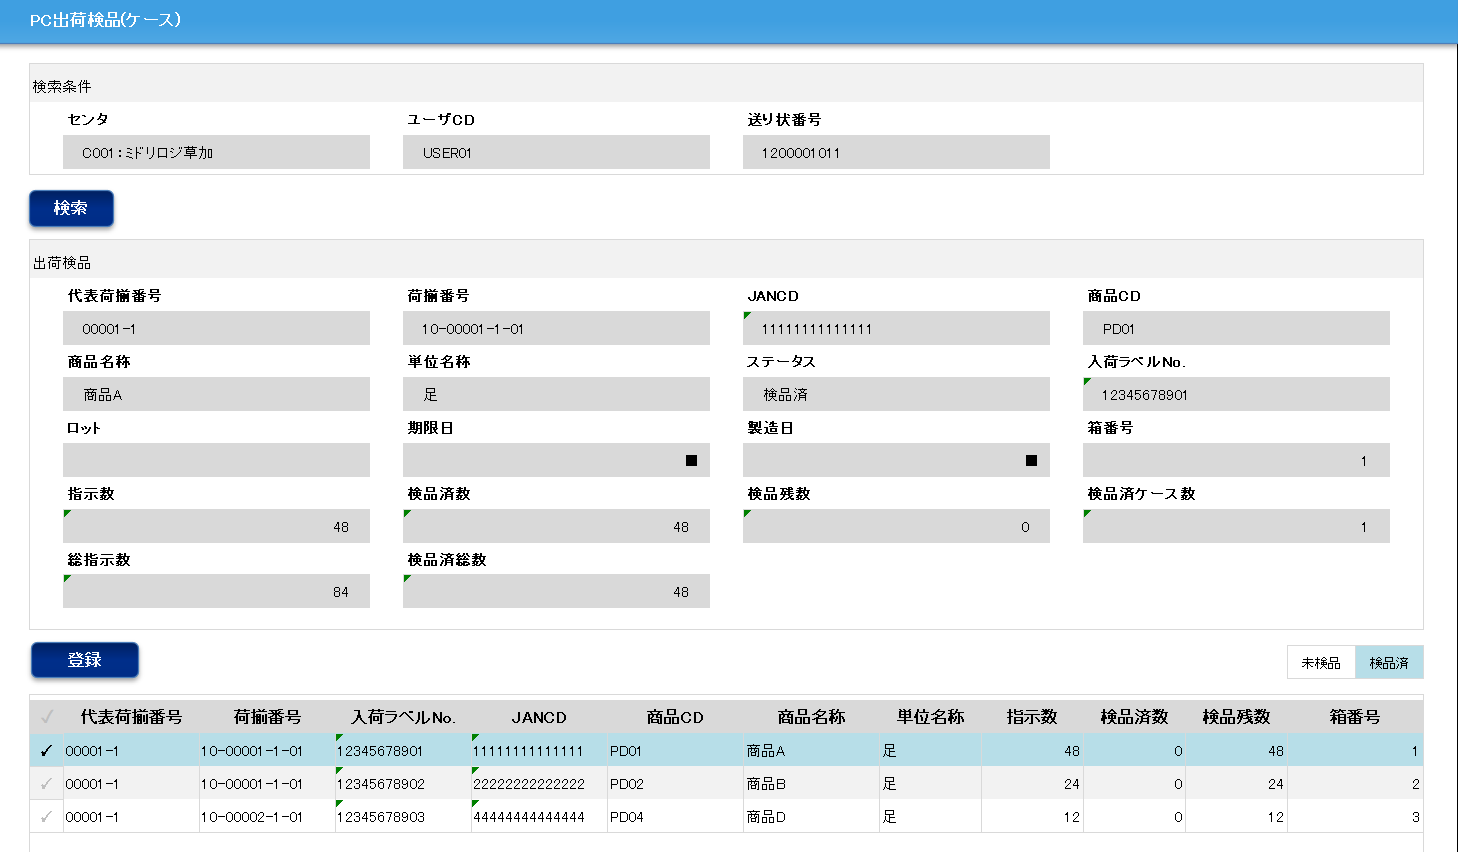 PC出荷検品(ケース)
検索条件
センタ ユーザCD 送り状番号
C001:ミドリロジ草加 USER01 1200001011
検索
出荷検品
代表荷揃番号 荷揃番号 JANCD 商品CD
00001-1 10-00001-1-01 11111111111111 PD01
商品名称 単位名称 ステータス 入荷ラベルNo.
商品A 足 検品済 12345678901
ロット 期限日 製造日 箱番号
■ ■ 1
指示数 検品済数 検品残数 検品済ケース数
48 48 0 1
総指示数 検品済総数
84 48
登録 未検品 検品済
✓ 代表荷揃番号 荷揃番号 入荷ラベルNo. JANCD 商品CD 商品名称 単位名称 指示数 検品済数 検品残数 箱番号
✓ 00001-1 10-00001-1-01 12345678901 11111111111111 PD01 商品A 足 48 0 48 1
✓ 00001-1 10-00001-1-01 12345678902 22222222222222 PD02 商品B 足 24 0 24 2
✓ 00001-1 10-00002-1-01 12345678903 44444444444444 PD04 商品D 足 12 0 12 3